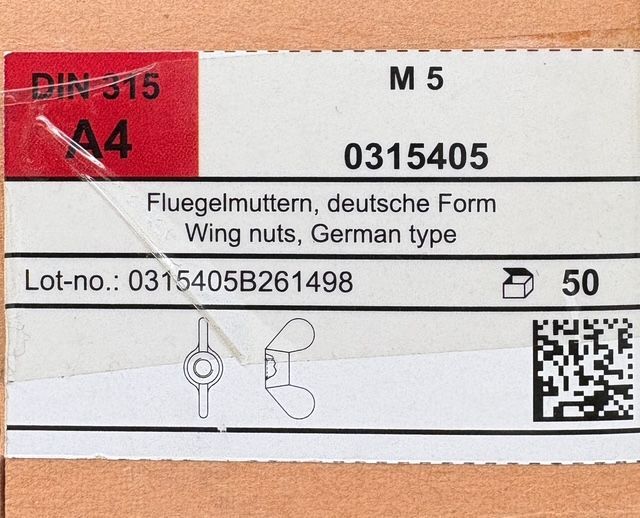 DIN 315
A4
M 5
0315405
Fluegelmuttern, deutsche Form
Wing nuts, German type
Lot-no.: 0315405B261498
50